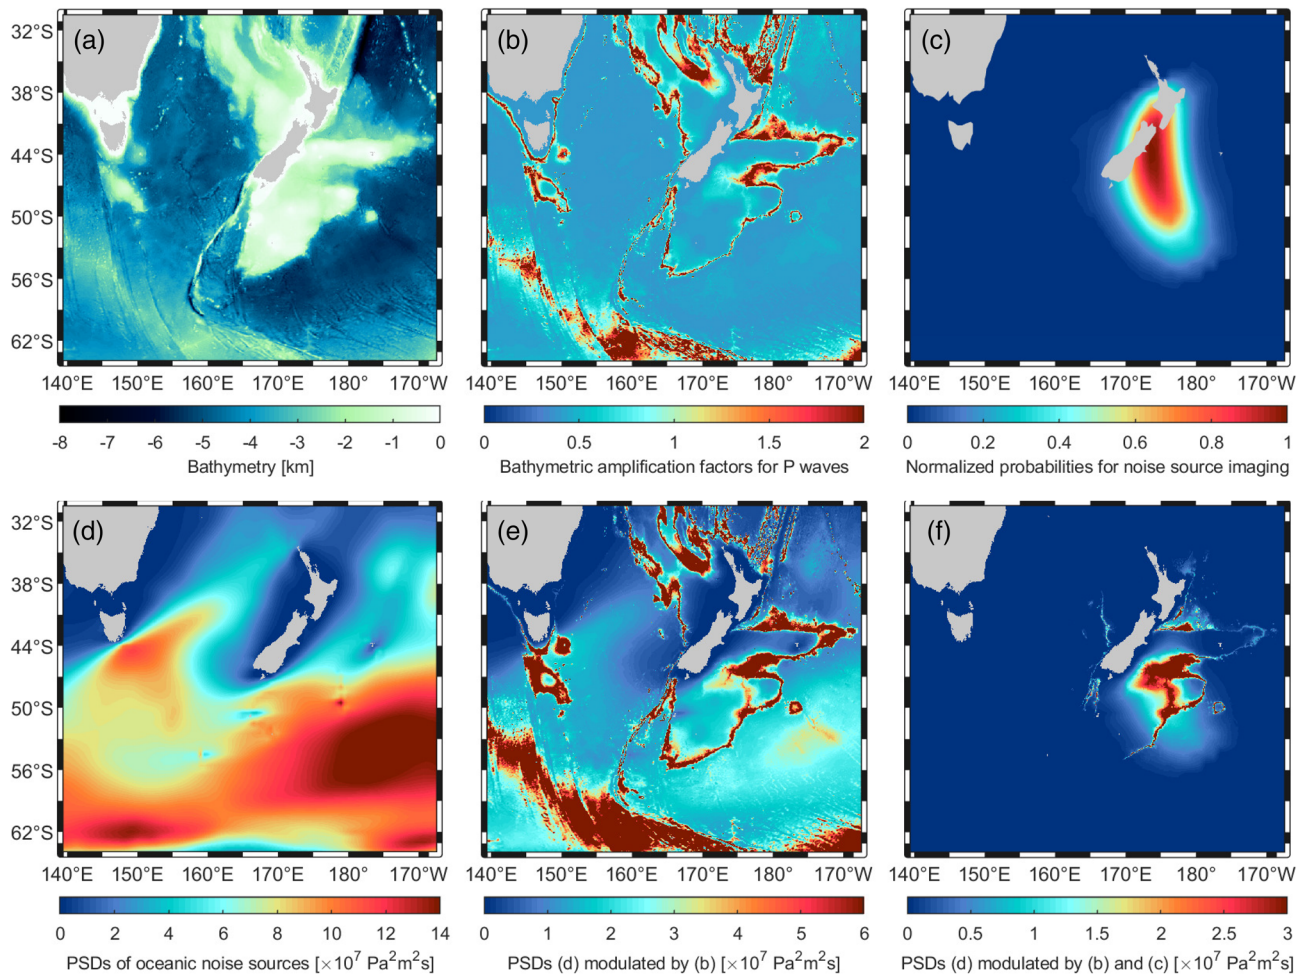 (a)
32°S
38°S
44°S
50°S
56°S
62°S
140°E 150°E 160°E 170°E 180°E 170°W
-8 -7 -6 -5 -4 -3 -2 -1 0
Bathymetry [km]
(b)
140°E 150°E 160°E 170°E 180°E 170°W
0 0.5 1 1.5 2
Bathymetric amplification factors for P waves
(c)
140°E 150°E 160°E 170°E 180°E 170°W
0 0.2 0.4 0.6 0.8 1
Normalized probabilities for noise source imaging
(d)
32°S
38°S
44°S
50°S
56°S
62°S
140°E 150°E 160°E 170°E 180°E 170°W
0 2 4 6 8 10 12 14
PSDs of oceanic noise sources [×10⁷ Pa²m²s]
(e)
140°E 150°E 160°E 170°E 180°E 170°W
0 1 2 3 4 5 6
PSDs (d) modulated by (b) [×10⁷ Pa²m²s]
(f)
140°E 150°E 160°E 170°E 180°E 170°W
0 0.5 1 1.5 2 2.5 3
PSDs (d) modulated by (b) and (c) [×10⁷ Pa²m²s]